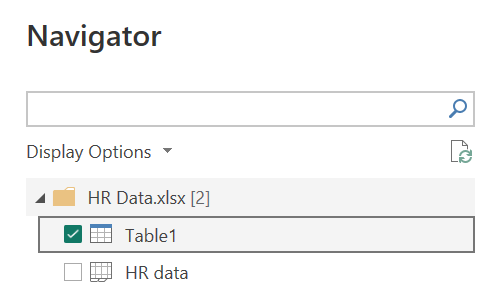 Navigator
Display Options
HR Data.xlsx [2]
Table1
HR data